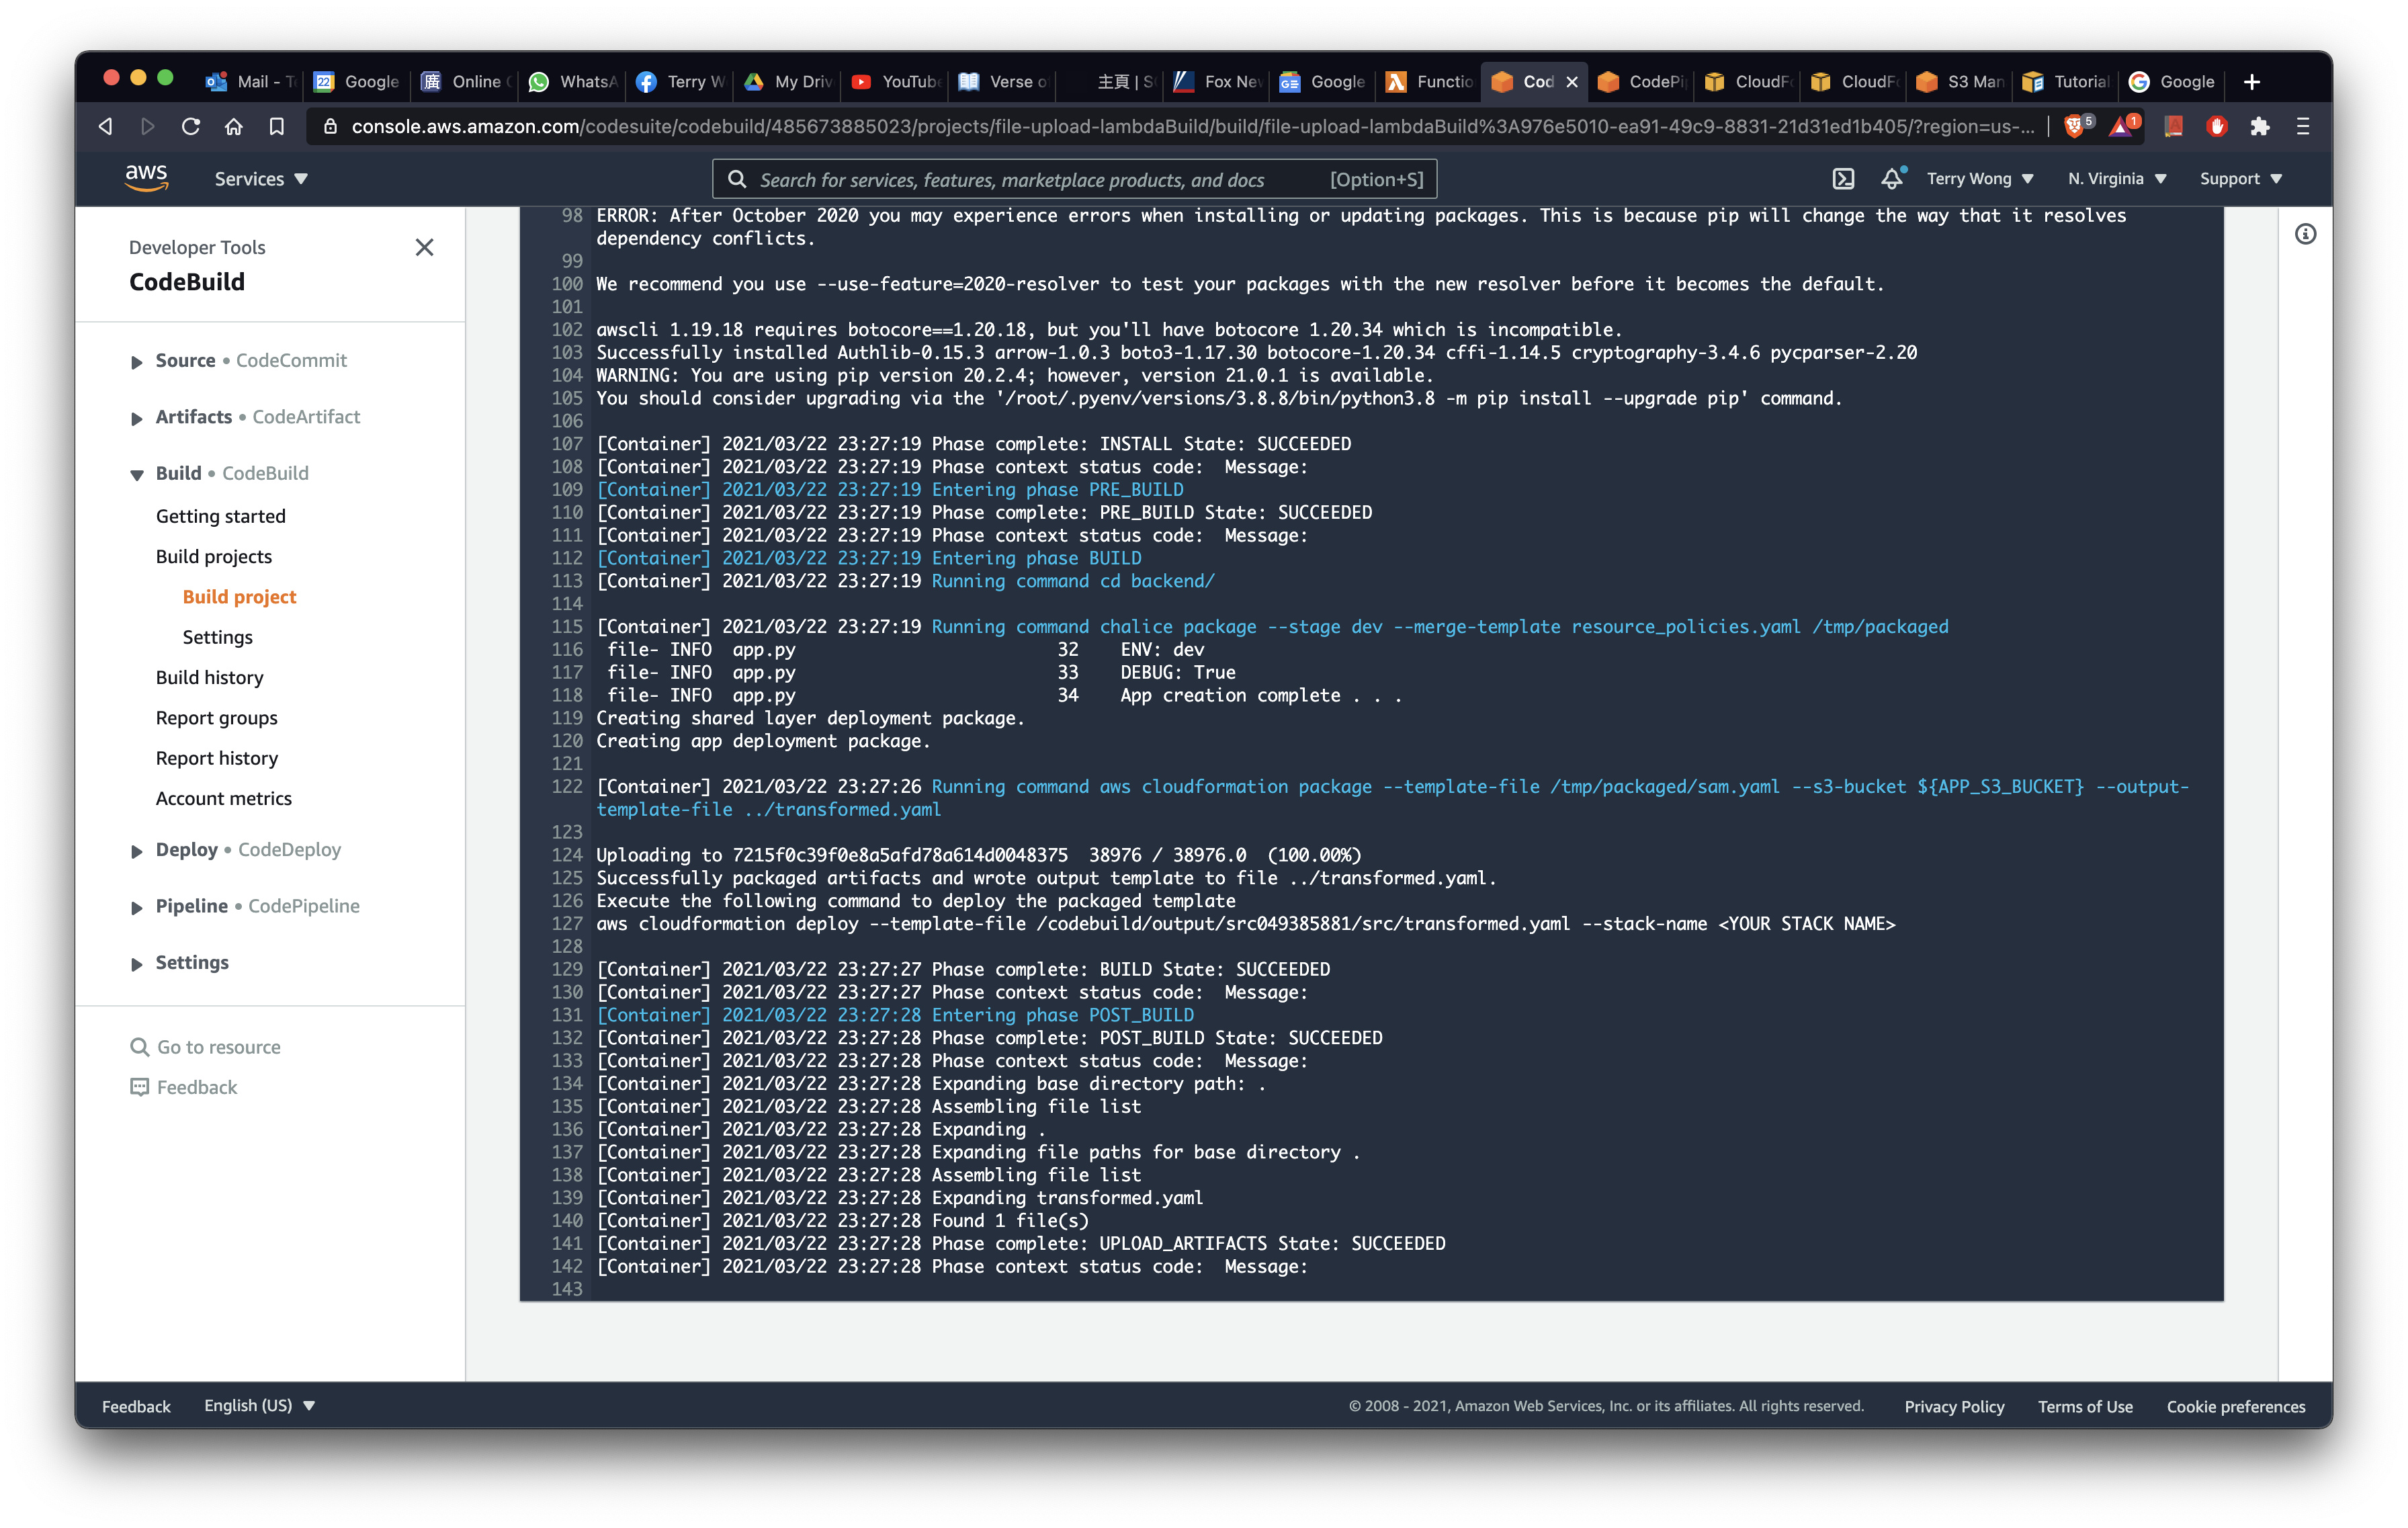 Mail - T
22
Google
Online
WhatsA
Terry W
My Driv
YouTube
Verse o
主頁 | S
Fox Ne
Google
Functio
Cod
CodePi
CloudFo
CloudFo
S3 Man
Tutorial
Google
console.aws.amazon.com/codesuite/codebuild/485673885023/projects/file-upload-lambdaBuild/build/file-upload-lambdaBuild%3A976e5010-ea91-49c9-8831-21d31ed1b405/?region=us-...
5
1
aws
Services
Search for services, features, marketplace products, and docs [Option+S]
Terry Wong
N. Virginia
Support
Developer Tools
CodeBuild
Source • CodeCommit
Artifacts • CodeArtifact
Build • CodeBuild
Getting started
Build projects
Build project
Settings
Build history
Report groups
Report history
Account metrics
Deploy • CodeDeploy
Pipeline • CodePipeline
Settings
Go to resource
Feedback
98 ERROR: After October 2020 you may experience errors when installing or updating packages. This is because pip will change the way that it resolves
dependency conflicts.
99
100 We recommend you use --use-feature=2020-resolver to test your packages with the new resolver before it becomes the default.
101
102 awscli 1.19.18 requires botocore==1.20.18, but you'll have botocore 1.20.34 which is incompatible.
103 Successfully installed Authlib-0.15.3 arrow-1.0.3 boto3-1.17.30 botocore-1.20.34 cffi-1.14.5 cryptography-3.4.6 pycparser-2.20
104 WARNING: You are using pip version 20.2.4; however, version 21.0.1 is available.
105 You should consider upgrading via the '/root/.pyenv/versions/3.8.8/bin/python3.8 -m pip install --upgrade pip' command.
106
107 [Container] 2021/03/22 23:27:19 Phase complete: INSTALL State: SUCCEEDED
108 [Container] 2021/03/22 23:27:19 Phase context status code:  Message:
109 [Container] 2021/03/22 23:27:19 Entering phase PRE_BUILD
110 [Container] 2021/03/22 23:27:19 Phase complete: PRE_BUILD State: SUCCEEDED
111 [Container] 2021/03/22 23:27:19 Phase context status code:  Message:
112 [Container] 2021/03/22 23:27:19 Entering phase BUILD
113 [Container] 2021/03/22 23:27:19 Running command cd backend/
114
115 [Container] 2021/03/22 23:27:19 Running command chalice package --stage dev --merge-template resource_policies.yaml /tmp/packaged
116 file- INFO  app.py                         32    ENV: dev
117 file- INFO  app.py                         33    DEBUG: True
118 file- INFO  app.py                         34    App creation complete . . .
119 Creating shared layer deployment package.
120 Creating app deployment package.
121
122 [Container] 2021/03/22 23:27:26 Running command aws cloudformation package --template-file /tmp/packaged/sam.yaml --s3-bucket ${APP_S3_BUCKET} --output-
template-file ../transformed.yaml
123
124 Uploading to 7215f0c39f0e8a5afd78a614d0048375  38976 / 38976.0  (100.00%)
125 Successfully packaged artifacts and wrote output template to file ../transformed.yaml.
126 Execute the following command to deploy the packaged template
127 aws cloudformation deploy --template-file /codebuild/output/src049385881/src/transformed.yaml --stack-name <YOUR STACK NAME>
128
129 [Container] 2021/03/22 23:27:27 Phase complete: BUILD State: SUCCEEDED
130 [Container] 2021/03/22 23:27:27 Phase context status code:  Message:
131 [Container] 2021/03/22 23:27:28 Entering phase POST_BUILD
132 [Container] 2021/03/22 23:27:28 Phase complete: POST_BUILD State: SUCCEEDED
133 [Container] 2021/03/22 23:27:28 Phase context status code:  Message:
134 [Container] 2021/03/22 23:27:28 Expanding base directory path: .
135 [Container] 2021/03/22 23:27:28 Assembling file list
136 [Container] 2021/03/22 23:27:28 Expanding .
137 [Container] 2021/03/22 23:27:28 Expanding file paths for base directory .
138 [Container] 2021/03/22 23:27:28 Assembling file list
139 [Container] 2021/03/22 23:27:28 Expanding transformed.yaml
140 [Container] 2021/03/22 23:27:28 Found 1 file(s)
141 [Container] 2021/03/22 23:27:28 Phase complete: UPLOAD_ARTIFACTS State: SUCCEEDED
142 [Container] 2021/03/22 23:27:28 Phase context status code:  Message:
143
Feedback
English (US)
© 2008 - 2021, Amazon Web Services, Inc. or its affiliates. All rights reserved.
Privacy Policy
Terms of Use
Cookie preferences